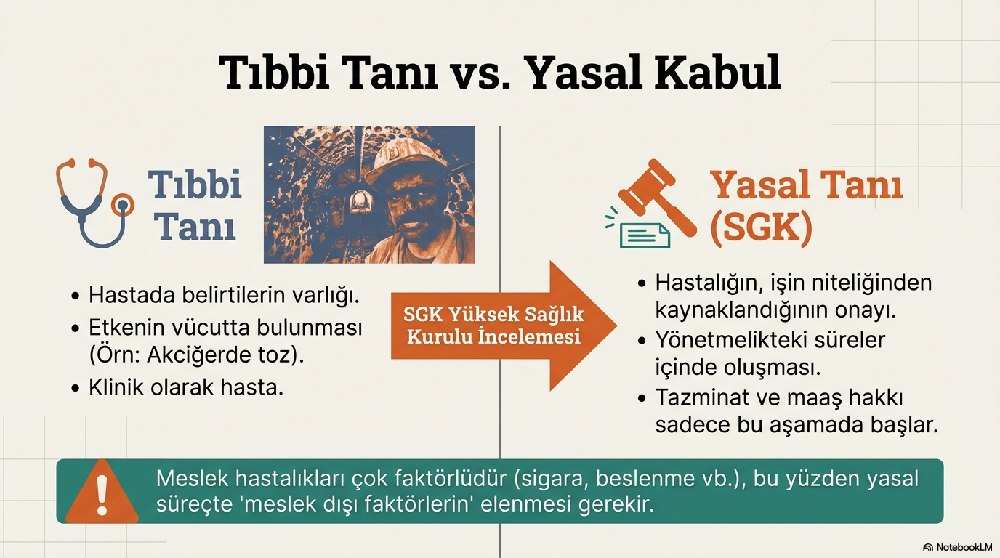 Tıbbi Tanı vs. Yasal Kabul
Tıbbi
Tanı
• Hastada belirtilerin varlığı.
• Etkenin vücutta bulunması
(Örn: Akciğerde toz).
• Klinik olarak hasta.
SGK Yüksek Sağlık
Kurulu İncelemesi
Yasal Tanı
(SGK)
• Hastalığın, işin niteliğinden
kaynaklandığının onayı.
• Yönetmelikteki süreler
içinde oluşması.
• Tazminat ve maaş hakkı
sadece bu aşamada başlar.
Meslek hastalıkları çok faktörlüdür (sigara, beslenme vb.), bu yüzden yasal
süreçte 'meslek dışı faktörlerin' elenmesi gerekir.
NotebookLM